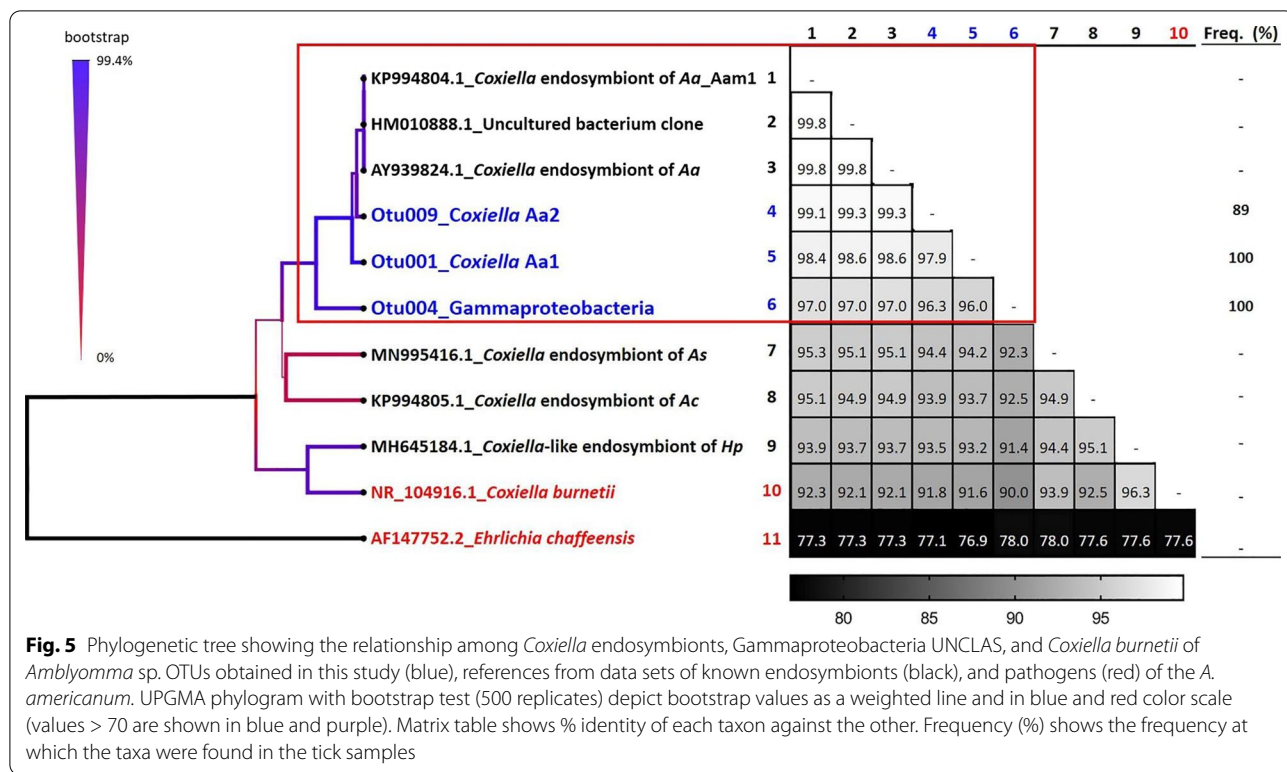 bootstrap
99.4%
0%
1 2 3 4 5 6 7 8 9 10 Freq. (%)
KP994804.1_Coxiella endosymbiont of Aa_Aam1 1 - -
HM010888.1_Uncultured bacterium clone 2 99.8 - -
AY939824.1_Coxiella endosymbiont of Aa 3 99.8 99.8 - -
Otu009_Coxiella Aa2 4 99.1 99.3 99.3 - 89
Otu001_Coxiella Aa1 5 98.4 98.6 98.6 97.9 - 100
Otu004_Gammaproteobacteria 6 97.0 97.0 97.0 96.3 96.0 - 100
MN995416.1_Coxiella endosymbiont of As 7 95.3 95.1 95.1 94.4 94.2 92.3 - -
KP994805.1_Coxiella endosymbiont of Ac 8 95.1 94.9 94.9 93.9 93.7 92.5 94.9 - -
MH645184.1_Coxiella-like endosymbiont of Hp 9 93.9 93.7 93.7 93.5 93.2 91.4 94.4 95.1 - -
NR_104916.1_Coxiella burnetii 10 92.3 92.1 92.1 91.8 91.6 90.0 93.9 92.5 96.3 - -
AF147752.2_Ehrlichia chaffeensis 11 77.3 77.3 77.3 77.1 76.9 78.0 78.0 77.6 77.6 77.6 -
80 85 90 95
Fig. 5 Phylogenetic tree showing the relationship among Coxiella endosymbionts, Gammaproteobacteria UNCLAS, and Coxiella burnetii of
Amblyomma sp. OTUs obtained in this study (blue), references from data sets of known endosymbionts (black), and pathogens (red) of the A.
americanum. UPGMA phylogram with bootstrap test (500 replicates) depict bootstrap values as a weighted line and in blue and red color scale
(values > 70 are shown in blue and purple). Matrix table shows % identity of each taxon against the other. Frequency (%) shows the frequency at
which the taxa were found in the tick samples